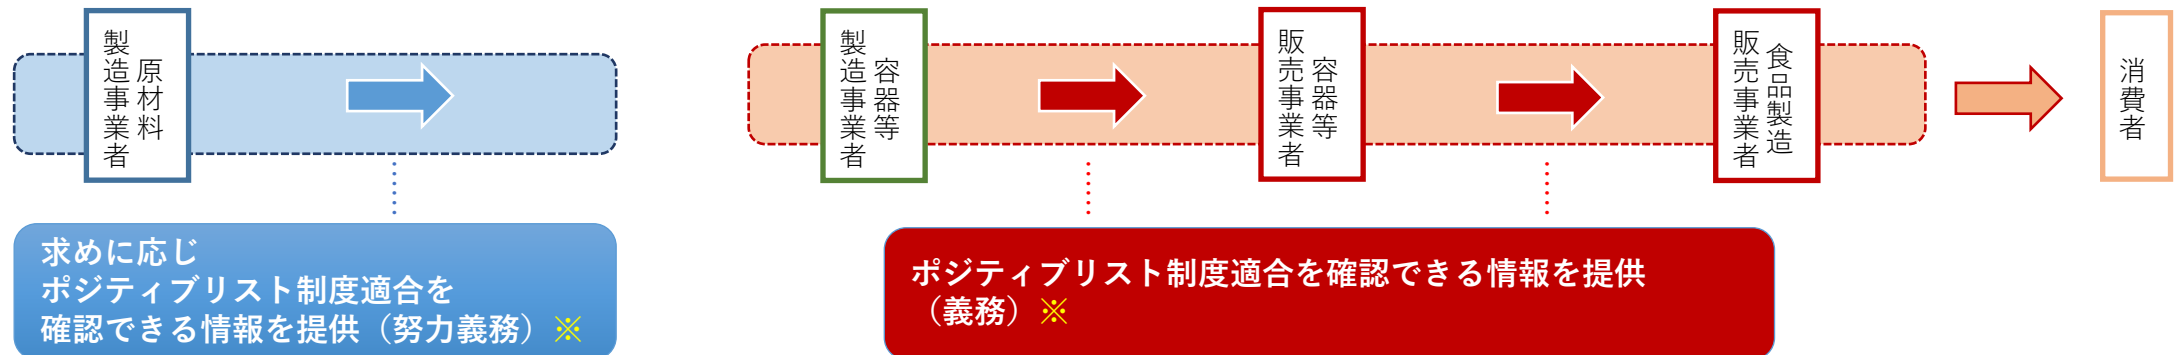 原材料
製造事業者
容器等
製造事業者
容器等
販売事業者
食品製造
販売事業者
消費者
求めに応じ
ポジティブリスト制度適合を
確認できる情報を提供（努力義務）※
ポジティブリスト制度適合を確認できる情報を提供
（義務）※